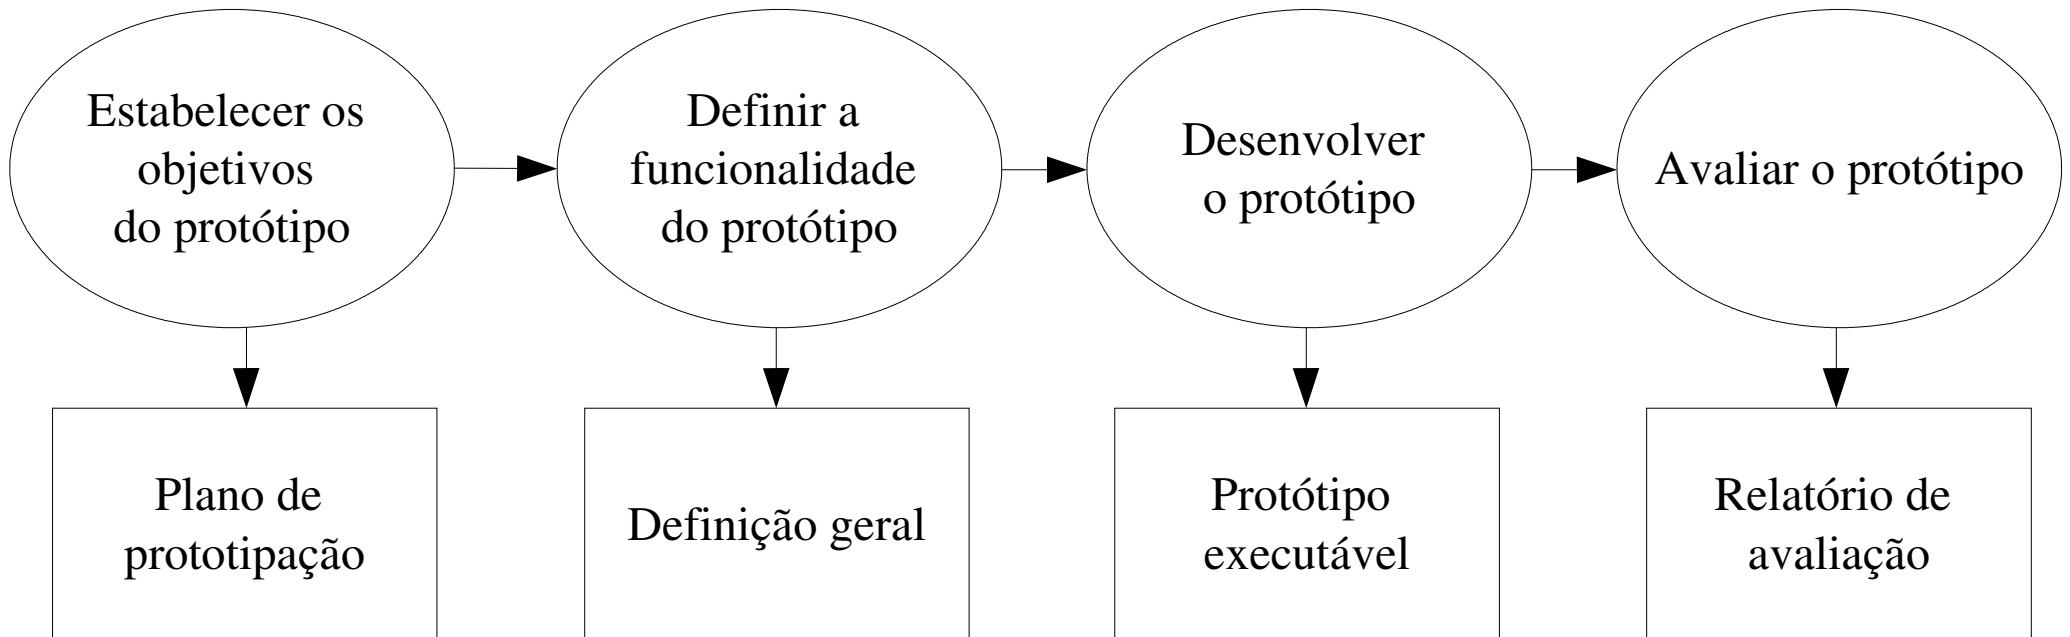 Estabelecer os
objetivos
do protótipo
Definir a
funcionalidade
do protótipo
Desenvolver
o protótipo
Avaliar o protótipo
Plano de
prototipação
Definição geral
Protótipo
executável
Relatório de
avaliação